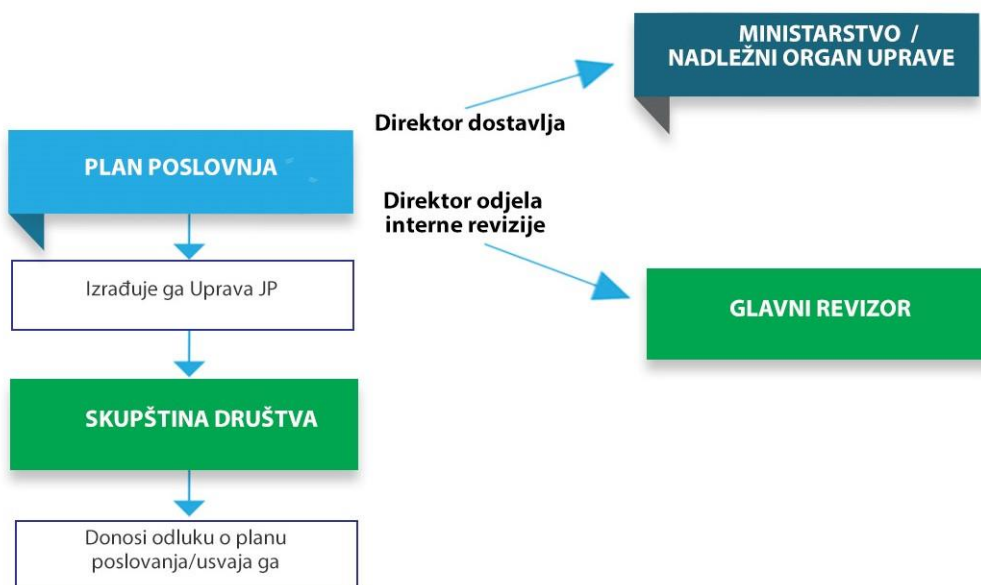 PLAN POSLOVNJA
Izrađuje ga Uprava JP
SKUPŠTINA DRUŠTVA
Donosi odluku o planu
poslovanja/usvaja ga
Direktor dostavlja
MINISTARSTVO /
NADLEŽNI ORGAN UPRAVE
Direktor odjela
interne revizije
GLAVNI REVIZOR